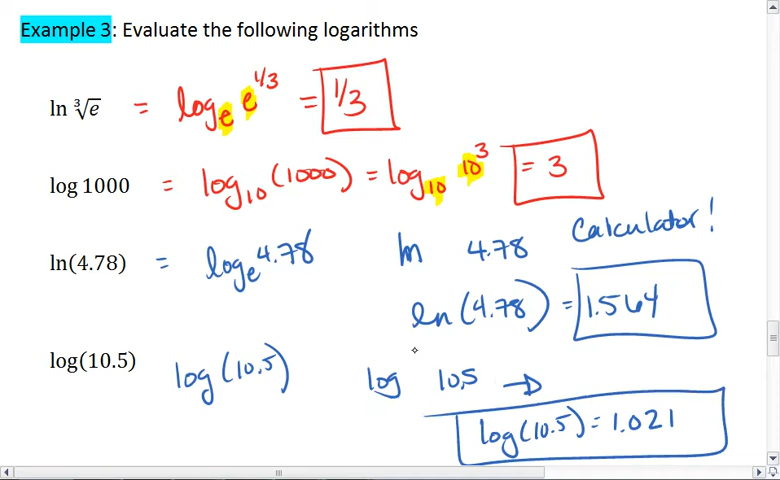 Example 3: Evaluate the following logarithms
ln ∛e = log_e e^1/3 = 1/3
log 1000 = log_10 (1000) = log_10 10^3 = 3
Calculator!
ln(4.78) = log_e 4.78 ln 4.78
ln (4.78) = 1.564
log(10.5) log (10.5) log 10.5 →
log (10.5) = 1.021